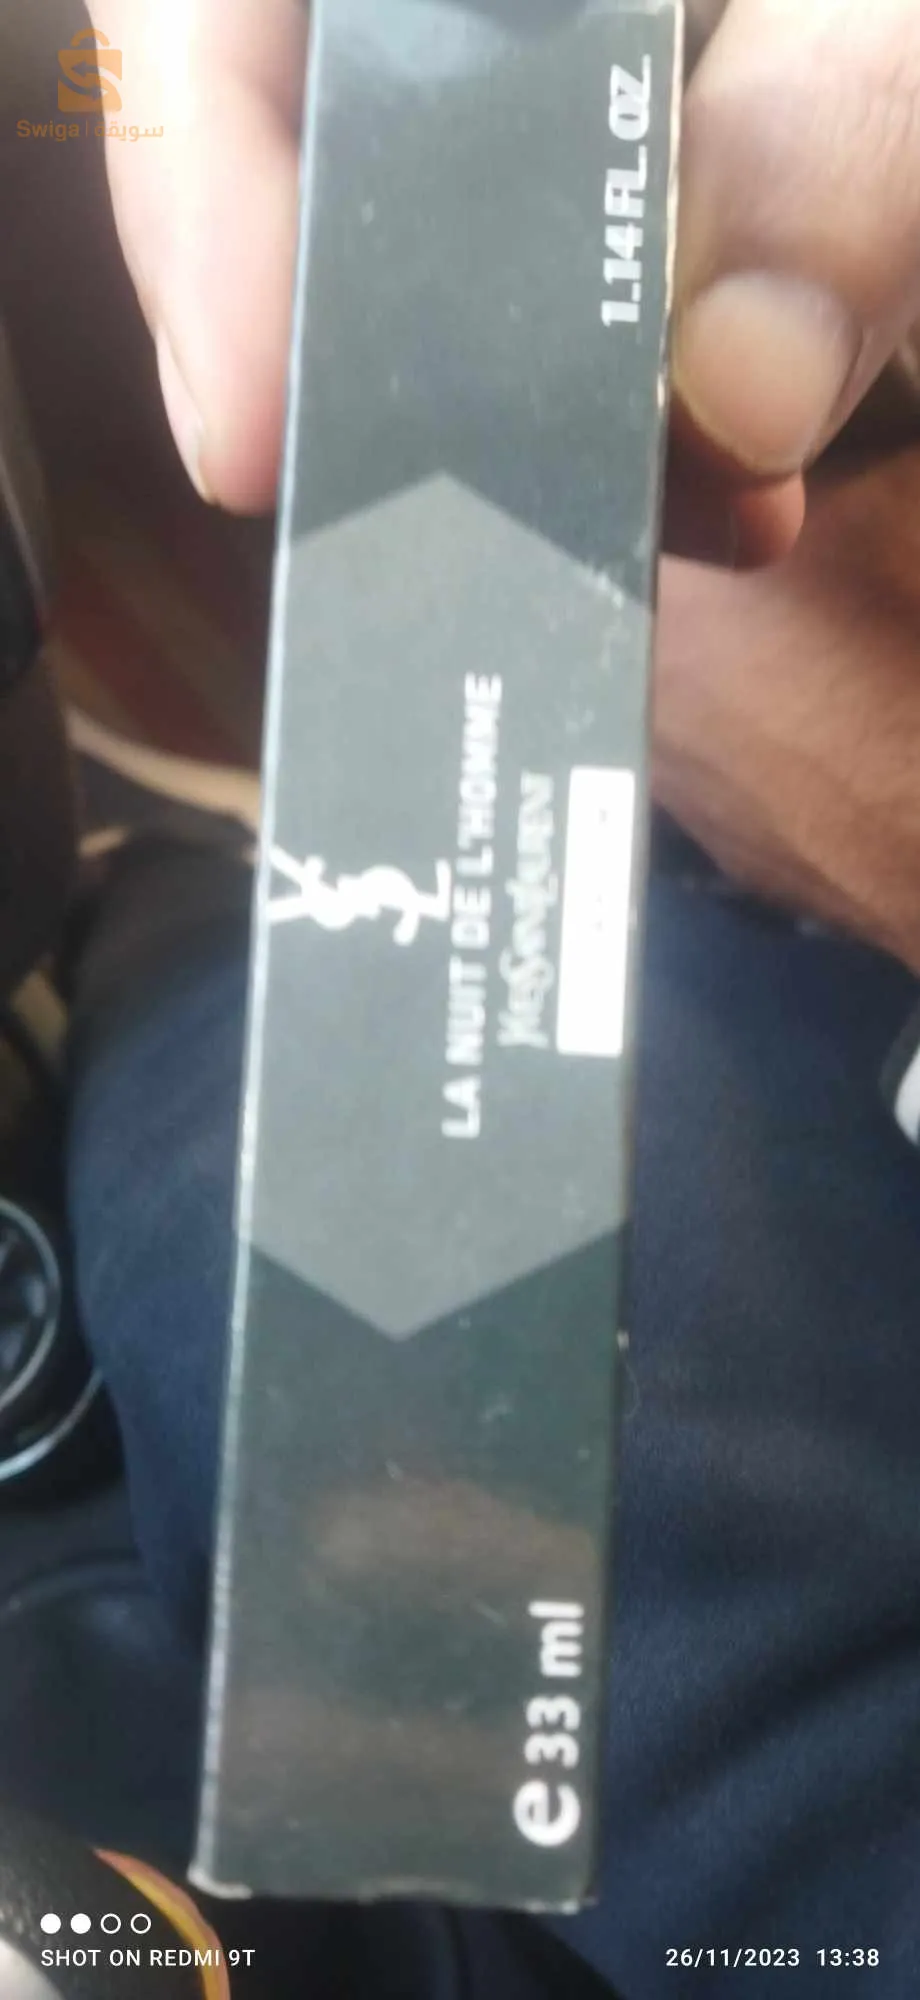 Swiga | سويقة
1.14 FL. OZ
YSL
LA NUIT DE L'HOMME
YVESSAINTLAURENT
e 33 ml
SHOT ON REDMI 9T
26/11/2023 13:38